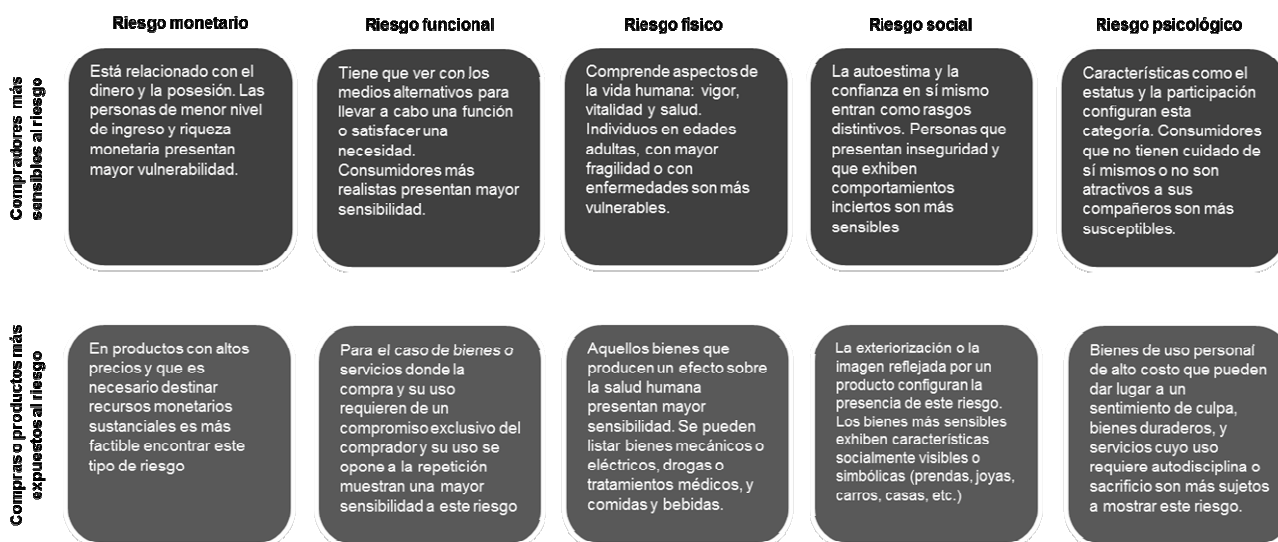 Riesgo monetario
Riesgo funcional
Riesgo físico
Riesgo social
Riesgo psicológico
Compradores más
sensibles al riesgo
Está relacionado con el
dinero y la posesión. Las
personas de menor nivel
de ingreso y riqueza
monetaria presentan
mayor vulnerabilidad.
Tiene que ver con los
medios alternativos para
llevar a cabo una función
o satisfacer una
necesidad.
Consumidores más
realistas presentan mayor
sensibilidad.
Comprende aspectos de
la vida humana: vigor,
vitalidad y salud.
Individuos en edades
adultas, con mayor
fragilidad o con
enfermedades son más
vulnerables.
La autoestima y la
confianza en sí mismo
entran como rasgos
distintivos. Personas que
presentan inseguridad y
que exhiben
comportamientos
inciertos son más
sensibles
Características como el
estatus y la participación
configuran esta
categoría. Consumidores
que no tienen cuidado de
sí mismos o no son
atractivos a sus
compañeros son más
susceptibles.
Compras o productos más
expuestos al riesgo
En productos con altos
precios y que es
necesario destinar
recursos monetarios
sustanciales es más
factible encontrar este
tipo de riesgo
Para el caso de bienes o
servicios donde la
compra y su uso
requieren de un
compromiso exclusivo del
comprador y su uso se
opone a la repetición
muestran una mayor
sensibilidad a este riesgo
Aquellos bienes que
producen un efecto sobre
la salud humana
presentan mayor
sensibilidad. Se pueden
listar bienes mecánicos o
eléctricos, drogas o
tratamientos médicos, y
comidas y bebidas.
La exteriorización o la
imagen reflejada por un
producto configuran la
presencia de este riesgo.
Los bienes más sensibles
exhiben características
socialmente visibles o
simbólicas (prendas, joyas,
carros, casas, etc.)
Bienes de uso personal
de alto costo que pueden
dar lugar a un
sentimiento de culpa,
bienes duraderos, y
servicios cuyo uso
requiere autodisciplina o
sacrificio son más sujetos
a mostrar este riesgo.